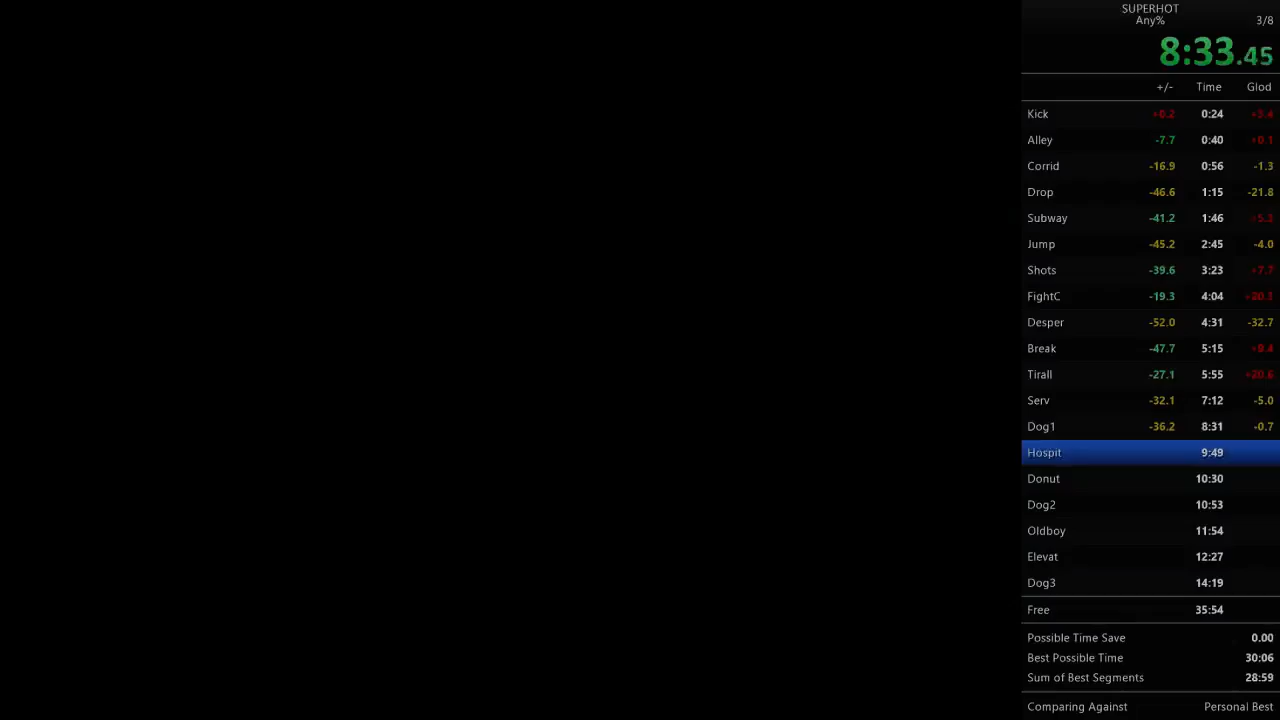 SUPERHOT
Any% 3/8
8:33.45
+/- Time Glod
Kick +0.2 0:24 +3.4
Alley -7.7 0:40 +0.1
Corrid -16.9 0:56 -1.3
Drop -46.6 1:15 -21.8
Subway -41.2 1:46 +5.3
Jump -45.2 2:45 -4.0
Shots -39.6 3:23 +7.7
FightC -19.3 4:04 +20.3
Desper -52.0 4:31 -32.7
Break -47.7 5:15 +9.4
Tirall -27.1 5:55 +20.6
Serv -32.1 7:12 -5.0
Dog1 -36.2 8:31 -0.7
Hospit 9:49
Donut 10:30
Dog2 10:53
Oldboy 11:54
Elevat 12:27
Dog3 14:19
Free 35:54
Possible Time Save 0.00
Best Possible Time 30:06
Sum of Best Segments 28:59
Comparing Against Personal Best